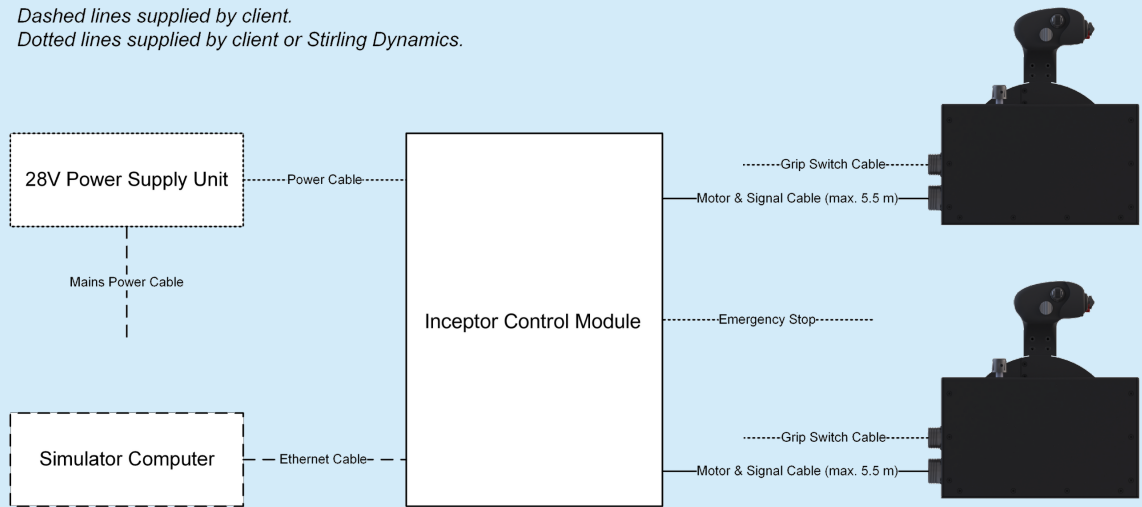 Dashed lines supplied by client.
Dotted lines supplied by client or Stirling Dynamics.
28V Power Supply Unit
Power Cable
Grip Switch Cable
Motor & Signal Cable (max. 5.5 m)
Mains Power Cable
Inceptor Control Module
Emergency Stop
Simulator Computer
Ethernet Cable
Grip Switch Cable
Motor & Signal Cable (max. 5.5 m)